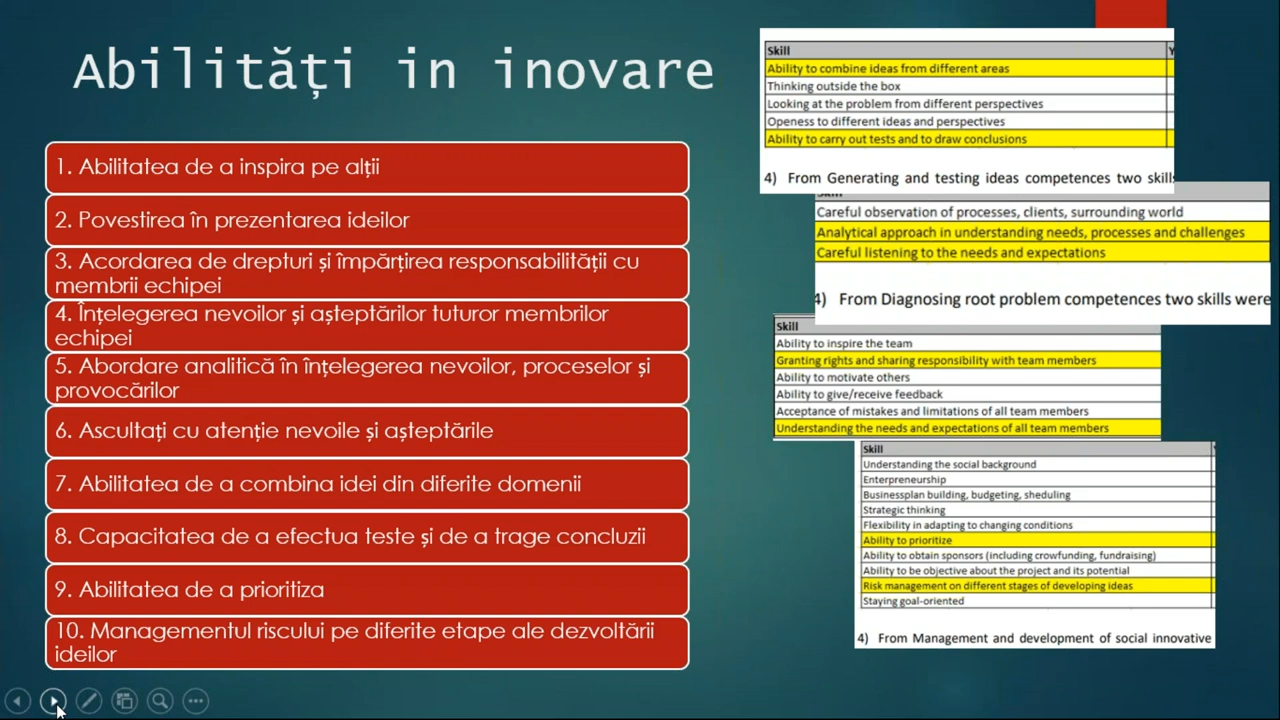 Abilități in inovare
1. Abilitatea de a inspira pe alții
2. Povestirea în prezentarea ideilor
3. Acordarea de drepturi și împărțirea responsabilității cu
membrii echipei
4. Înțelegerea nevoilor și așteptărilor tuturor membrilor
echipei
5. Abordare analitică în înțelegerea nevoilor, proceselor și
provocărilor
6. Ascultați cu atenție nevoile și așteptările
7. Abilitatea de a combina idei din diferite domenii
8. Capacitatea de a efectua teste și de a trage concluzii
9. Abilitatea de a prioritiza
10. Managementul riscului pe diferite etape ale dezvoltării
ideilor
Skill
Ability to combine ideas from different areas
Thinking outside the box
Looking at the problem from different perspectives
Openess to different ideas and perspectives
Ability to carry out tests and to draw conclusions
4) From Generating and testing ideas competences two skills
Careful observation of processes, clients, surrounding world
Analytical approach in understanding needs, processes and challenges
Careful listening to the needs and expectations
4) From Diagnosing root problem competences two skills were
Skill
Ability to inspire the team
Granting rights and sharing responsibility with team members
Ability to motivate others
Ability to give/receive feedback
Acceptance of mistakes and limitations of all team members
Understanding the needs and expectations of all team members
Skill
Understanding the social background
Enterpreneurship
Businessplan building, budgeting, sheduling
Strategic thinking
Flexibility in adapting to changing conditions
Ability to prioritize
Ability to obtain sponsors (including crowfunding, fundraising)
Ability to be objective about the project and its potential
Risk management on different stages of developing ideas
Staying goal-oriented
4) From Management and development of social innovative